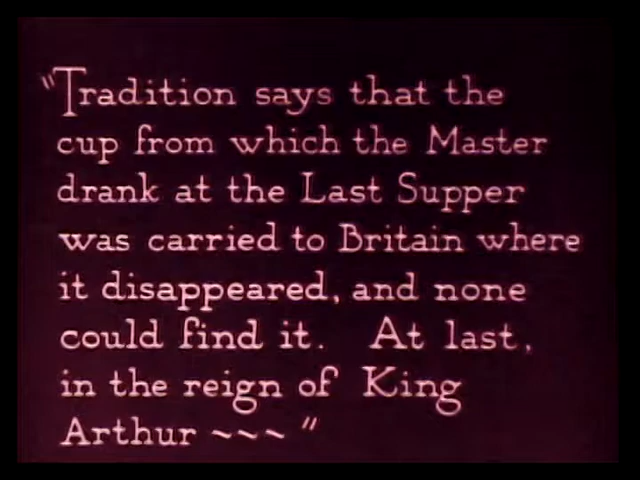 "Tradition says that the
cup from which the Master
drank at the Last Supper
was carried to Britain where
it disappeared, and none
could find it. At last,
in the reign of King
Arthur ~~~"